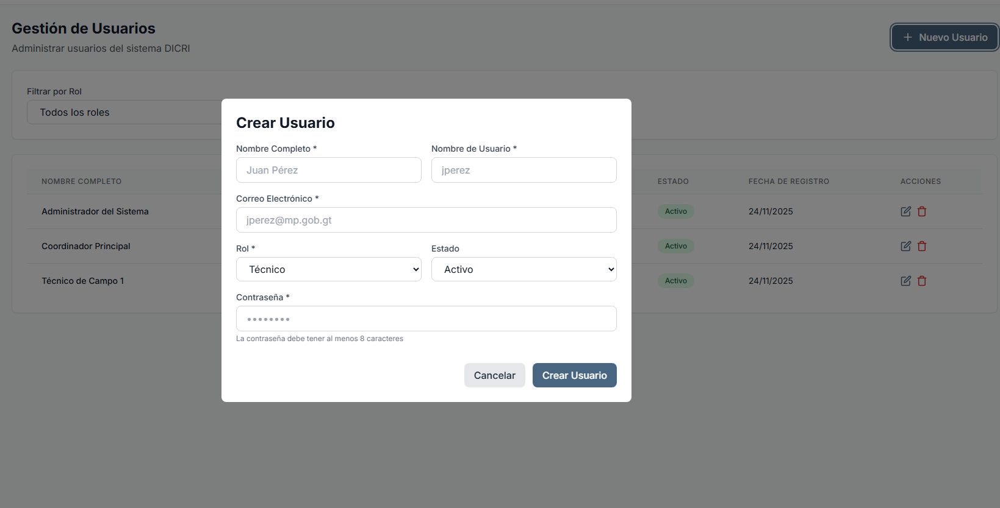 Gestión de Usuarios
Administrar usuarios del sistema DICRI
+ Nuevo Usuario
Filtrar por Rol
Todos los roles
NOMBRE COMPLETO ESTADO FECHA DE REGISTRO ACCIONES
Administrador del Sistema Activo 24/11/2025
Coordinador Principal Activo 24/11/2025
Técnico de Campo 1 Activo 24/11/2025
Crear Usuario
Nombre Completo * Nombre de Usuario *
Juan Pérez jperez
Correo Electrónico *
jperez@mp.gob.gt
Rol * Estado
Técnico Activo
Contraseña *
••••••••
La contraseña debe tener al menos 8 caracteres
Cancelar Crear Usuario